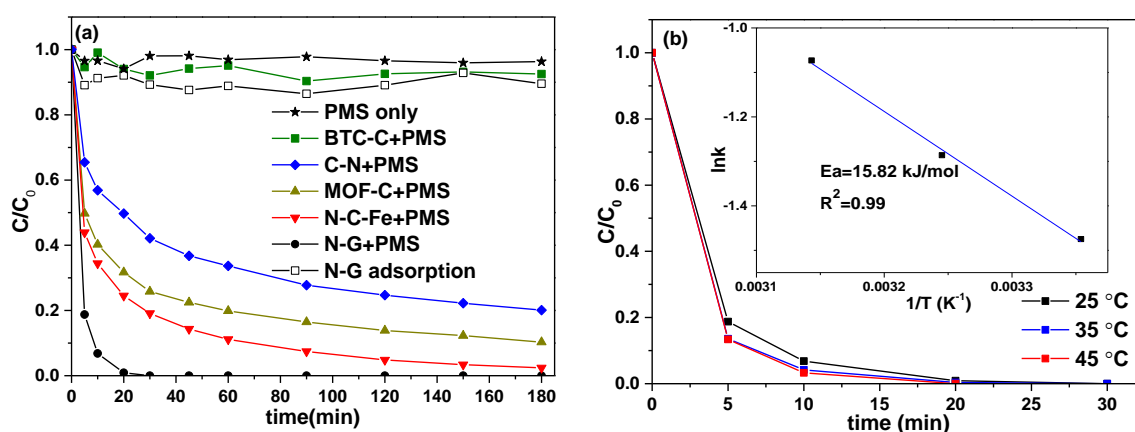 (a)
1.0
0.8
0.6
0.4
0.2
0.0
C/C0
0 20 40 60 80 100 120 140 160 180
time(min)
PMS only
BTC-C+PMS
C-N+PMS
MOF-C+PMS
N-C-Fe+PMS
N-G+PMS
N-G adsorption
(b)
1.0
0.8
0.6
0.4
0.2
0.0
C/C0
0 5 10 15 20 25 30
time (min)
-1.0
-1.2
-1.4
lnk
Ea=15.82 kJ/mol
R2=0.99
0.0031 0.0032 0.0033
1/T (K-1)
25 °C
35 °C
45 °C